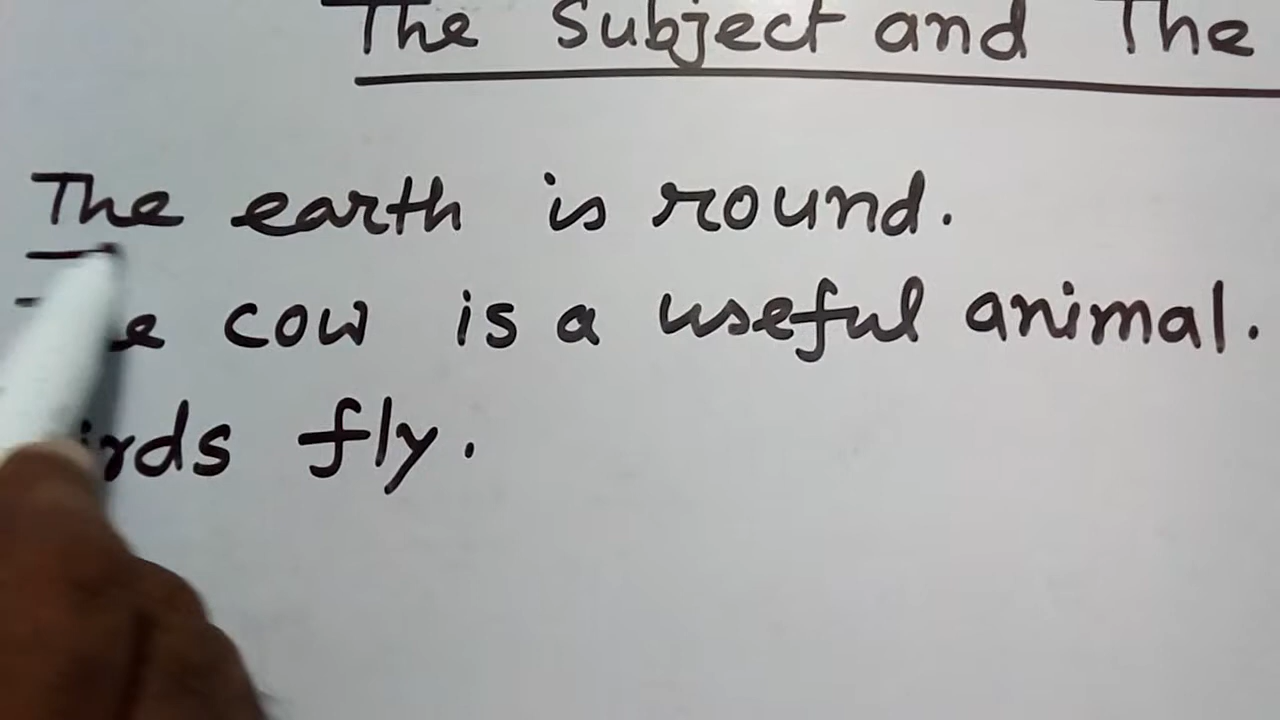 The Subject and The
The earth is round.
cow is a useful animal.
fly.